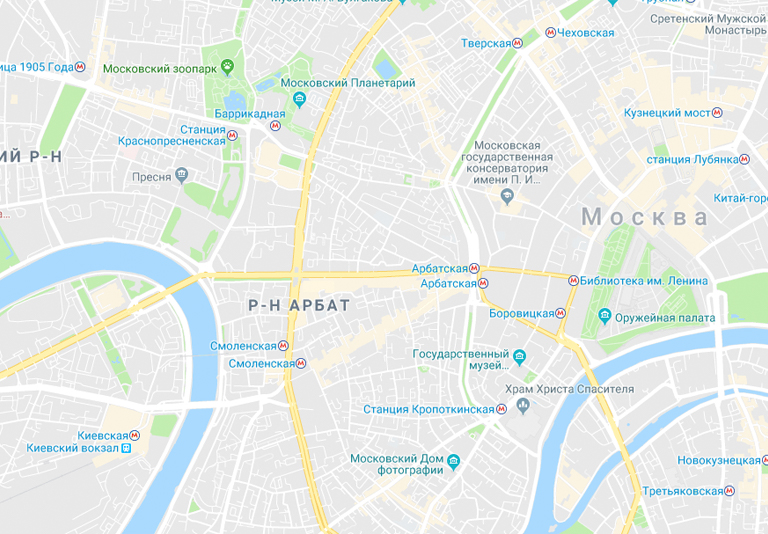 Сретенский Мужской
Монастырь
Тверская
Чеховская
1905 Года
Московский зоопарк
Московский Планетарий
Баррикадная
Кузнецкий мост
Станция
Краснопресненская
Московская
государственная
консерватория
имени П. И...
станция Лубянка
ИЙ Р-Н
Пресня
Китай-гор
Москва
Арбатская
Арбатская
Библиотека им. Ленина
Р-Н АРБАТ
Боровицкая
Оружейная палата
Смоленская
Смоленская
Государственный
музей...
Храм Христа Спасителя
Станция Кропоткинская
Киевская
Киевский вокзал
Московский Дом
фотографии
Новокузнецкая
Третьяковская